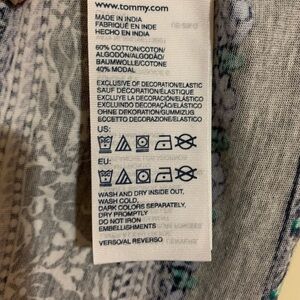 www.tommy.com
MADE IN INDIA
FABRIQUÉ EN INDE
HECHO EN INDIA
60% COTTON/COTON/
ALGODÓN/ALGODÃO/
BAUMWOLLE/COTONE
40% MODAL
EXCLUSIVE OF DECORATION/ELASTIC
SAUF DÉCORATION/ÉLASTIQUE
EXCLUYE LA DECORACIÓN/ELÁSTICO
EXCLUINDO DECORAÇÃO/ELÁSTICO
OHNE DEKORATION/GUMMIZUG
ECCETTO DECORAZIONE/ELASTICO
US:
EU:
WASH AND DRY INSIDE OUT,
WASH COLD,
DARK COLORS SEPARATELY,
DRY PROMPTLY
DO NOT IRON
EMBELLISHMENTS
VERSO/AL REVERSO